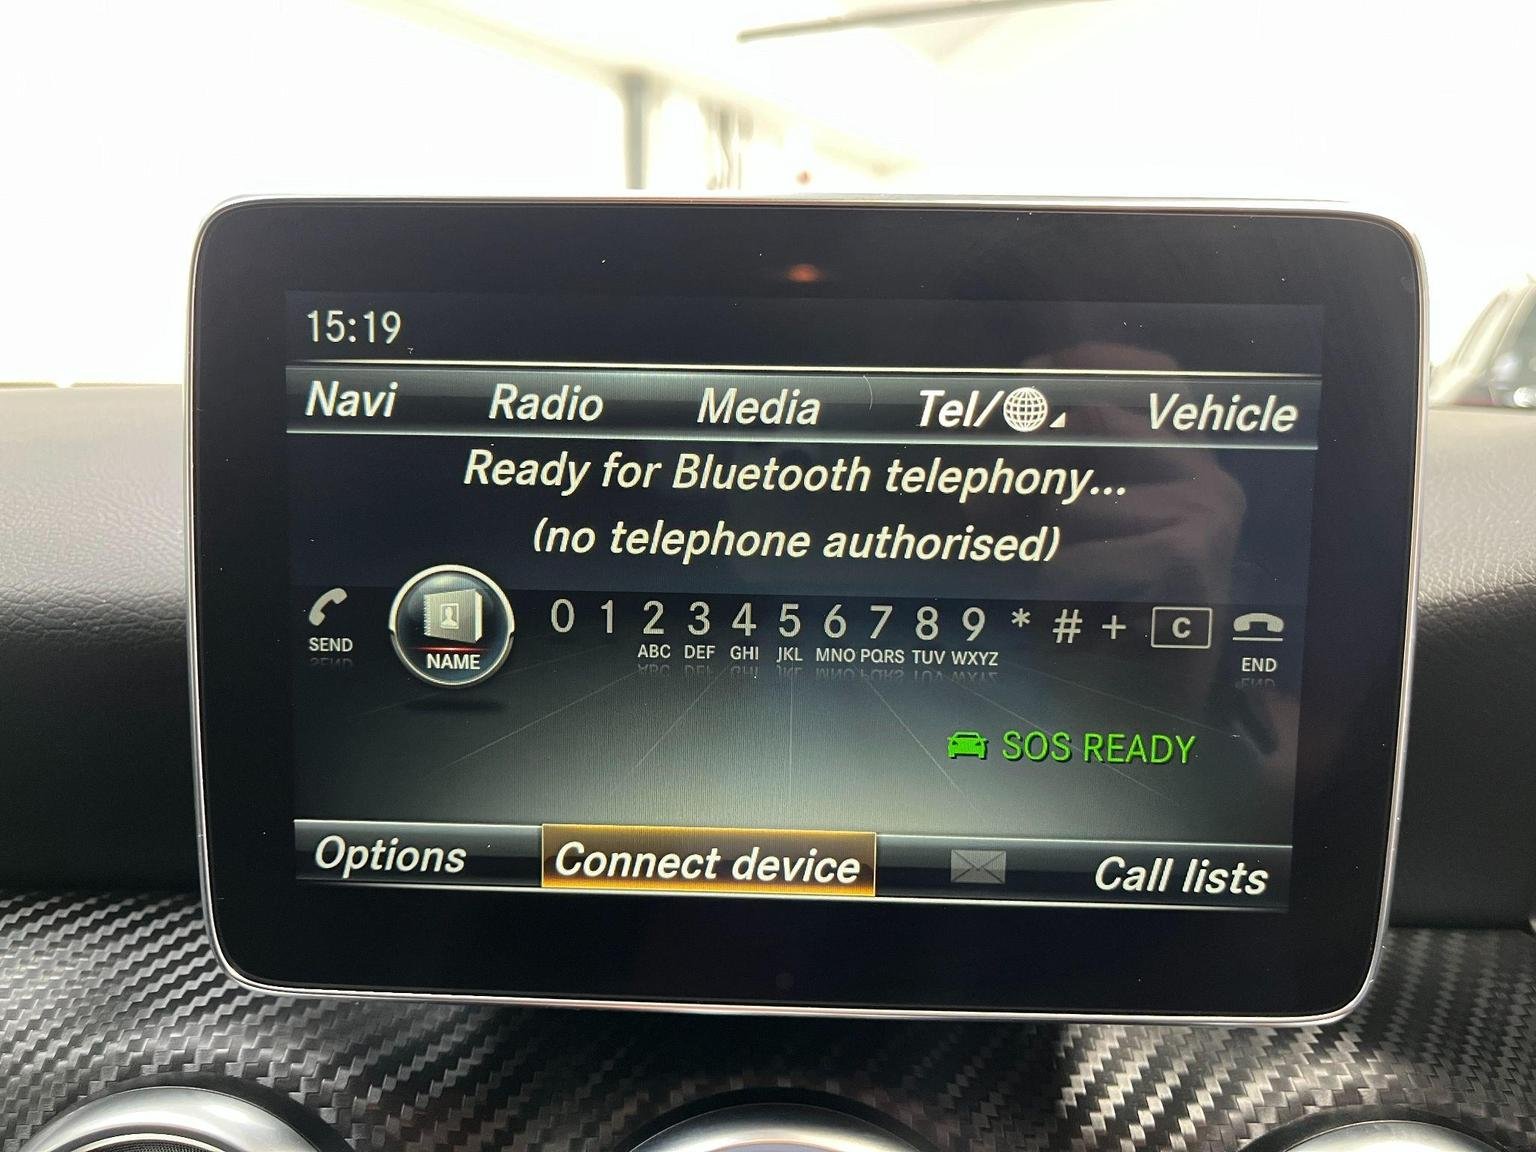 15:19
Navi Radio Media Tel/ Vehicle
Ready for Bluetooth telephony...
(no telephone authorised)
SEND NAME 0 1 2 3 4 5 6 7 8 9 * # + C END
ABC DEF GHI JKL MNO PQRS TUV WXYZ
SOS READY
Options Connect device Call lists